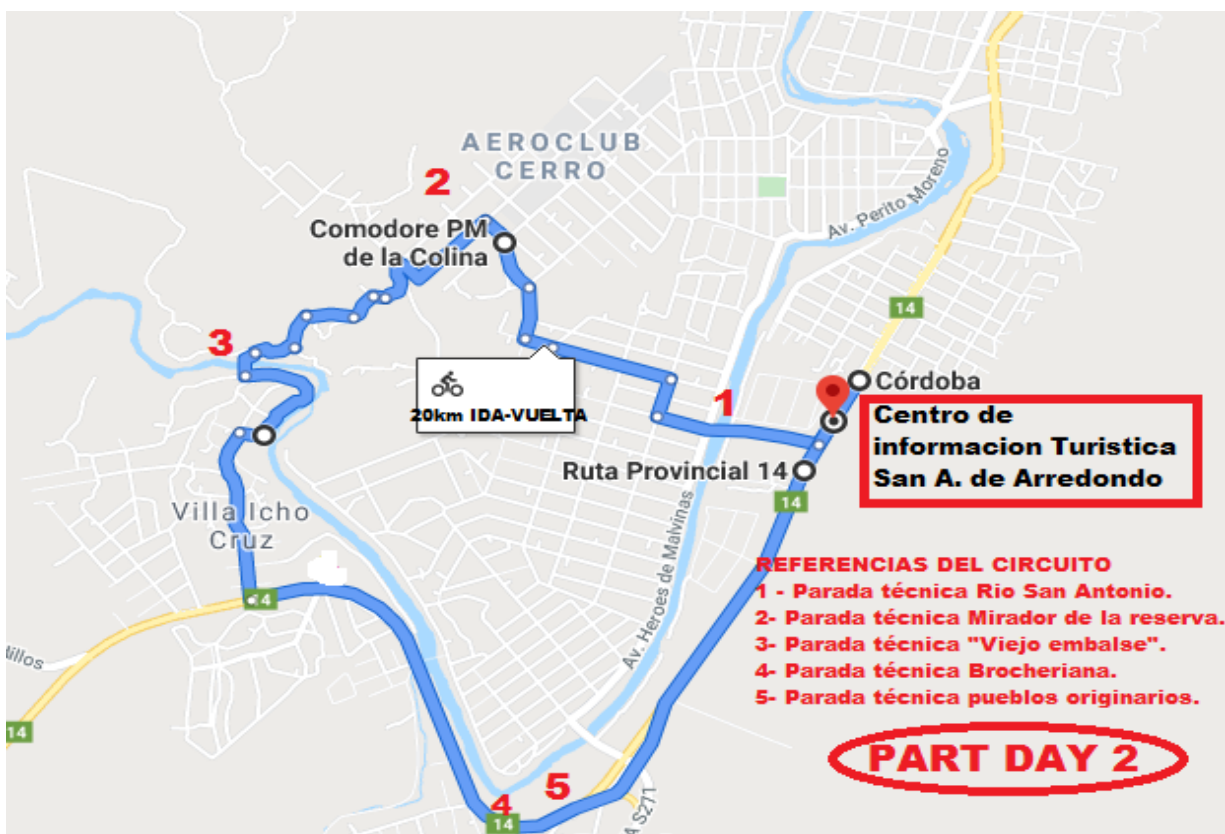 AEROCLUB
CERRO
2
Comodore PM
de la Colina
Av. Perito Moreno
14
3
20km IDA-VUELTA
1
Córdoba
Centro de
informacion Turistica
San A. de Arredondo
Ruta Provincial 14
14
Villa Icho
Cruz
Av. Heroes de Malvinas
REFERENCIAS DEL CIRCUITO
1 - Parada técnica Rio San Antonio.
2- Parada técnica Mirador de la reserva.
3- Parada técnica "Viejo embalse".
4- Parada técnica Brocheriana.
5- Parada técnica pueblos originarios.
14
14
PART DAY 2
5
4
14
A S271